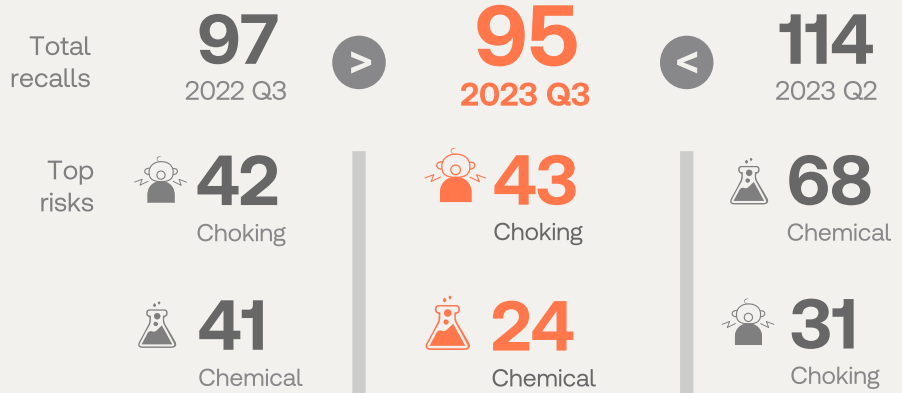 Total
recalls
97
2022 Q3
>
95
2023 Q3
<
114
2023 Q2
Top
risks
42
Choking
43
Choking
68
Chemical
41
Chemical
24
Chemical
31
Choking